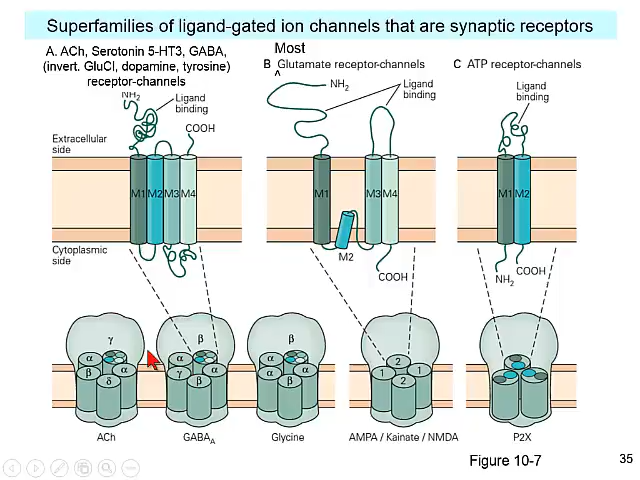 Superfamilies of ligand-gated ion channels that are synaptic receptors
A. ACh, Serotonin 5-HT3, GABA,
(invert. GluCl, dopamine, tyrosine)
receptor-channels
Most
^
B Glutamate receptor-channels
C ATP receptor-channels
NH2
Ligand
binding
COOH
NH2
Ligand
binding
Ligand
binding
Extracellular
side
M1 M2 M3 M4
M1
M3 M4
M1 M2
M2
Cytoplasmic
side
COOH
NH2
COOH
γ
α
β
α
δ
β
α
α
γ
β
β
α
α
β
2
1
1
2
ACh
GABAA
Glycine
AMPA / Kainate / NMDA
P2X
Figure 10-7
35